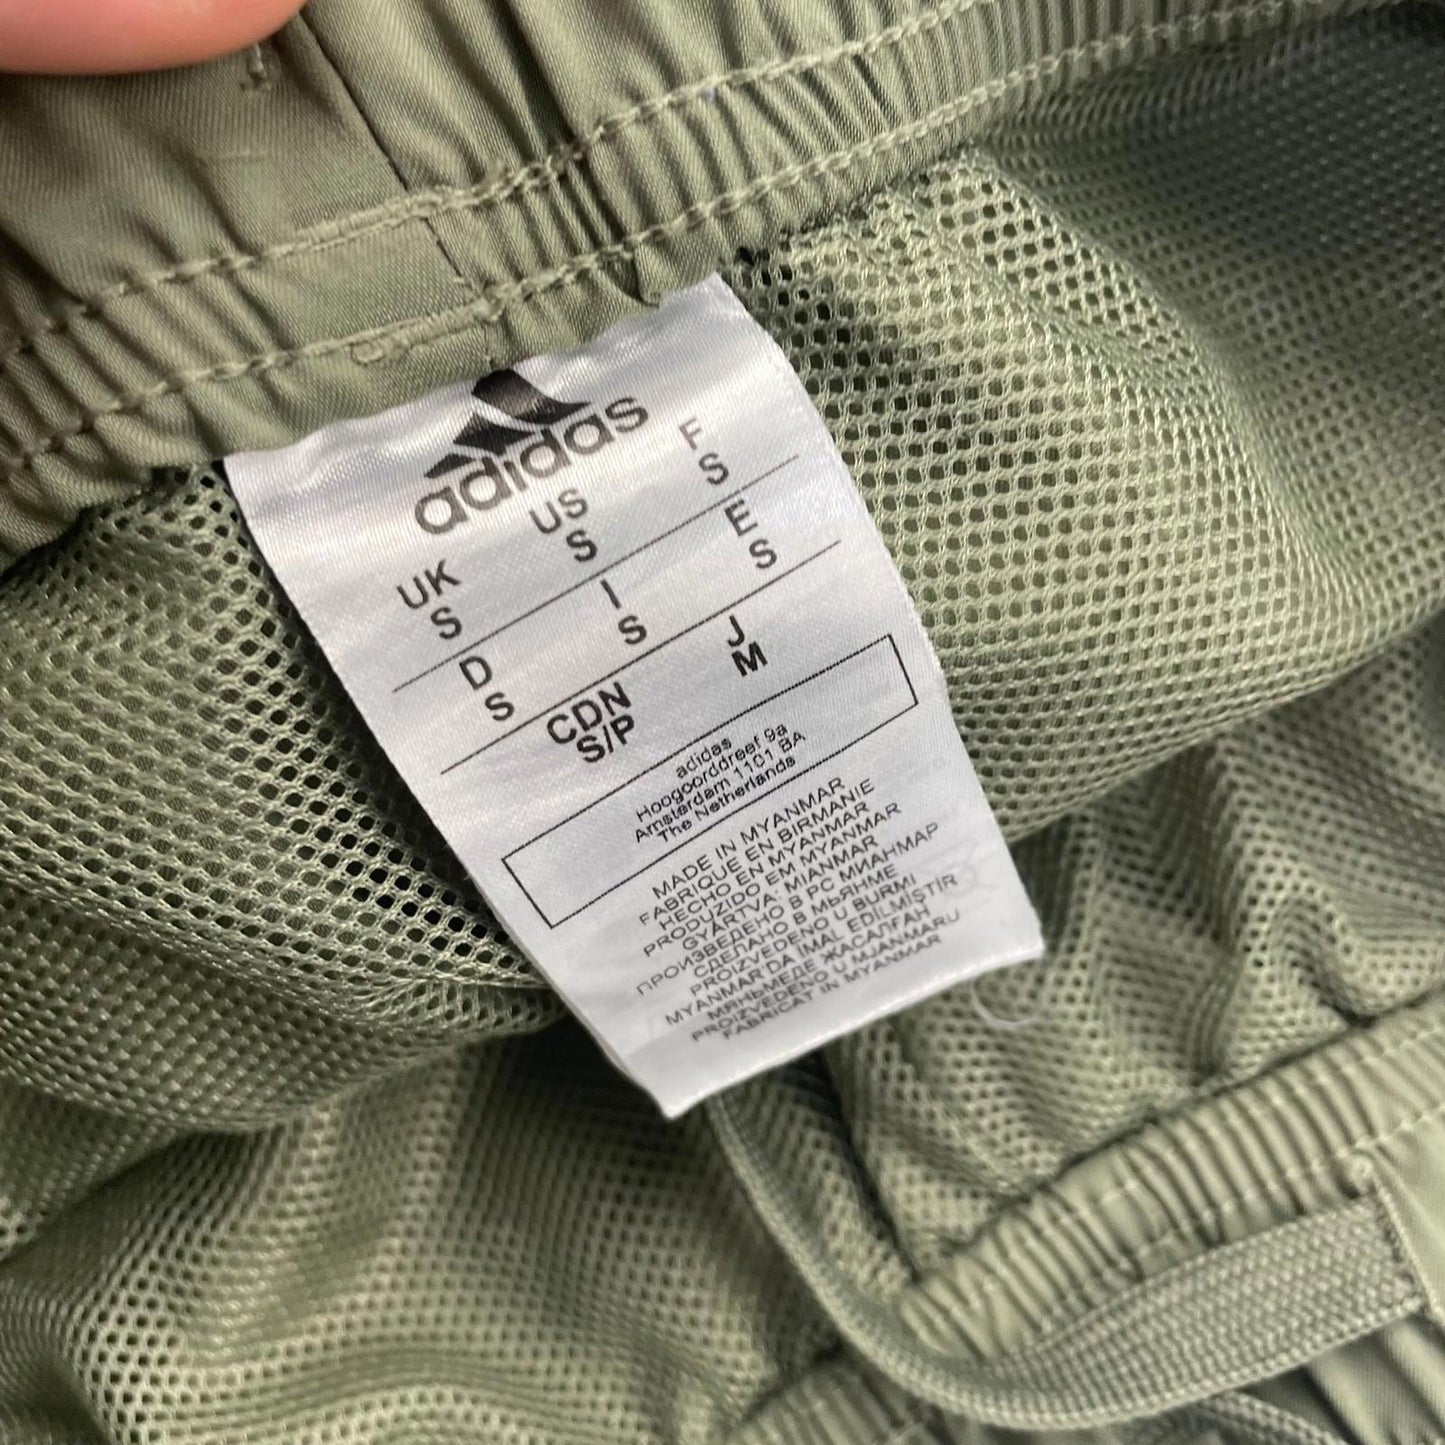 adidas
UK US F
S S S
D I E
S S S
CDN J
S/P M
adidas
Hoogoorddreef 9a
Amsterdam 1101 BA
The Netherlands
MADE IN MYANMAR
FABRIQUE EN BIRMANIE
HECHO EN MYANMAR
PRODUZIDO EM MYANMAR
GYÁRTVA: MIANMAR
ПРОИЗВЕДЕНО В РС МИАНМАР
СДЕЛАНО В МЬЯНМЕ
PROIZVEDENO U BURMI
MYANMAR'DA İMAL EDİLMİŞTİR
МЯНЬМЕДЕ ЖАСАЛҒАН
PROIZVEDENO U MJANMARU
FABRICAT IN MYANMAR